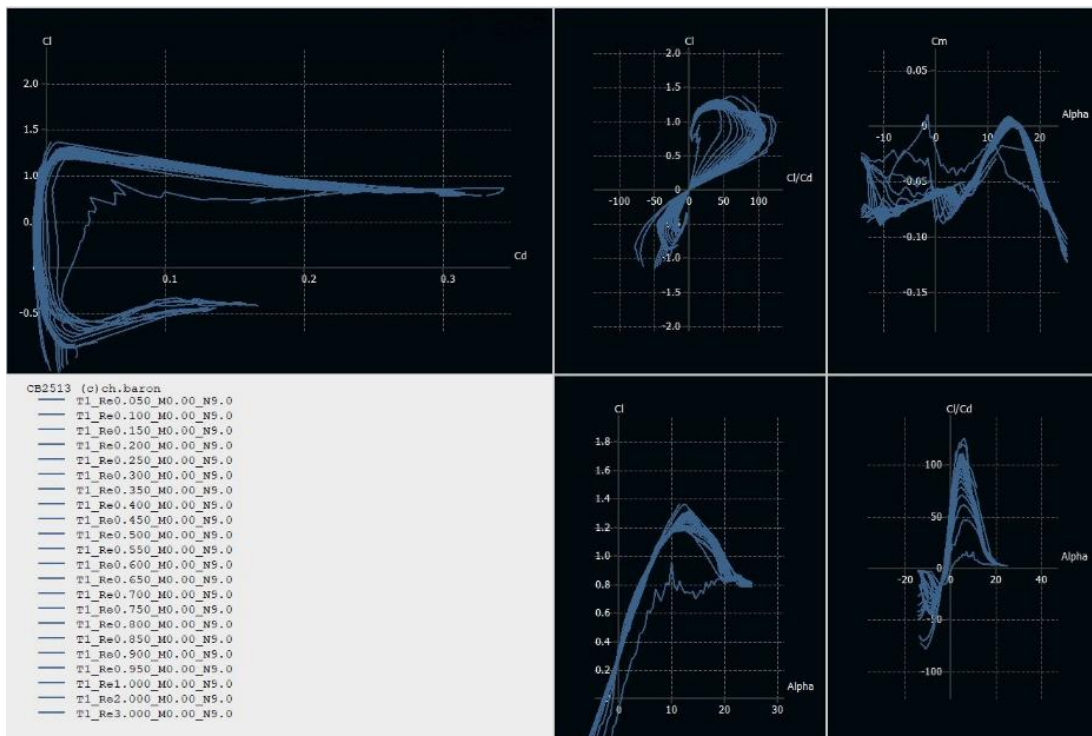 Cl
2.0
1.5
1.0
0.5
0.
-0.5
0.1
0.2
0.3
Cd
Cl
2.0
1.5
1.0
0.5
0
-0.5
-1.0
-1.5
-2.0
-100
-50
0
50
100
Cl/Cd
Cm
0.05
0
-0.05
-0.10
-0.15
-10
0
10
20
Alpha
CB2513 (c)ch.baron
T1_Re0.050_M0.00_N9.0
T1_Re0.100_M0.00_N9.0
T1_Re0.150_M0.00_N9.0
T1_Re0.200_M0.00_N9.0
T1_Re0.250_M0.00_N9.0
T1_Re0.300_M0.00_N9.0
T1_Re0.350_M0.00_N9.0
T1_Re0.400_M0.00_N9.0
T1_Re0.450_M0.00_N9.0
T1_Re0.500_M0.00_N9.0
T1_Re0.550_M0.00_N9.0
T1_Re0.600_M0.00_N9.0
T1_Re0.650_M0.00_N9.0
T1_Re0.700_M0.00_N9.0
T1_Re0.750_M0.00_N9.0
T1_Re0.800_M0.00_N9.0
T1_Re0.850_M0.00_N9.0
T1_Re0.900_M0.00_N9.0
T1_Re0.950_M0.00_N9.0
T1_Re1.000_M0.00_N9.0
T1_Re2.000_M0.00_N9.0
T1_Re3.000_M0.00_N9.0
Cl
1.8
1.6
1.4
1.2
1.0
0.8
0.6
0.4
0.2
0
10
20
30
Alpha
Cl/Cd
100
50
0
-50
-100
-20
0
20
40
Alpha